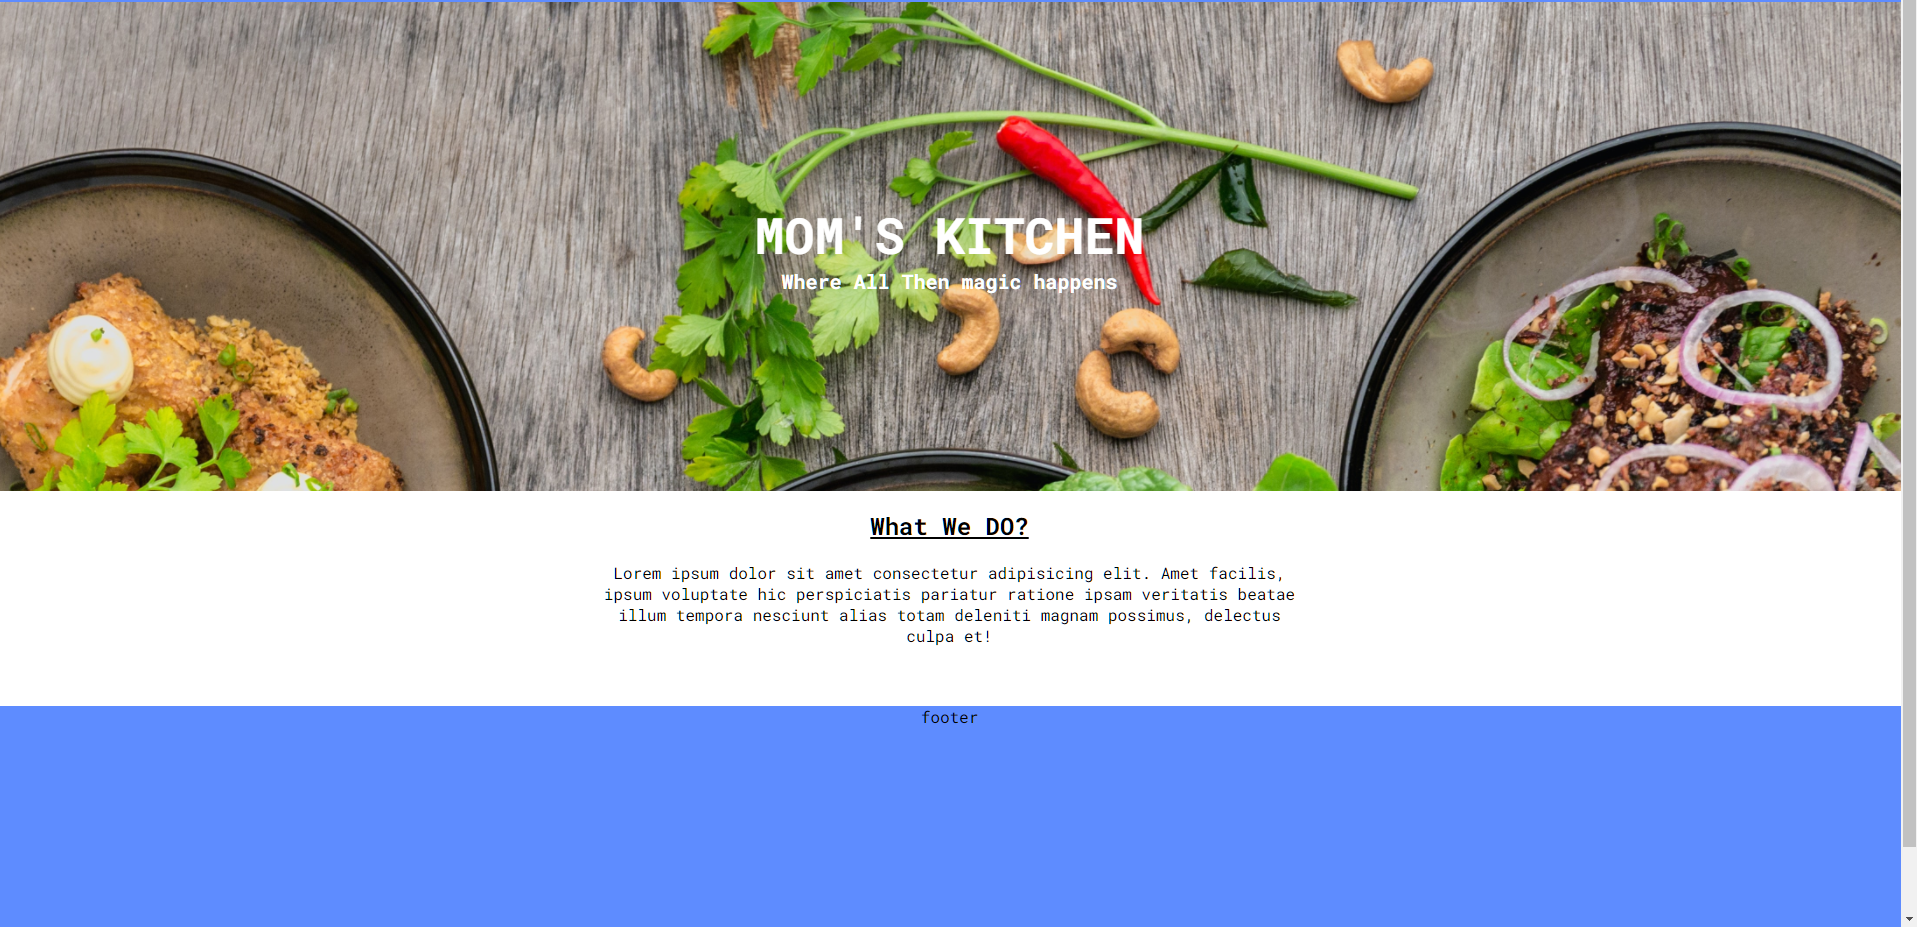 MOM'S KITCHEN
Where All Then magic happens
What We DO?
Lorem ipsum dolor sit amet consectetur adipisicing elit. Amet facilis,
ipsum voluptate hic perspiciatis pariatur ratione ipsam veritatis beatae
illum tempora nesciunt alias totam deleniti magnam possimus, delectus
culpa et!
footer